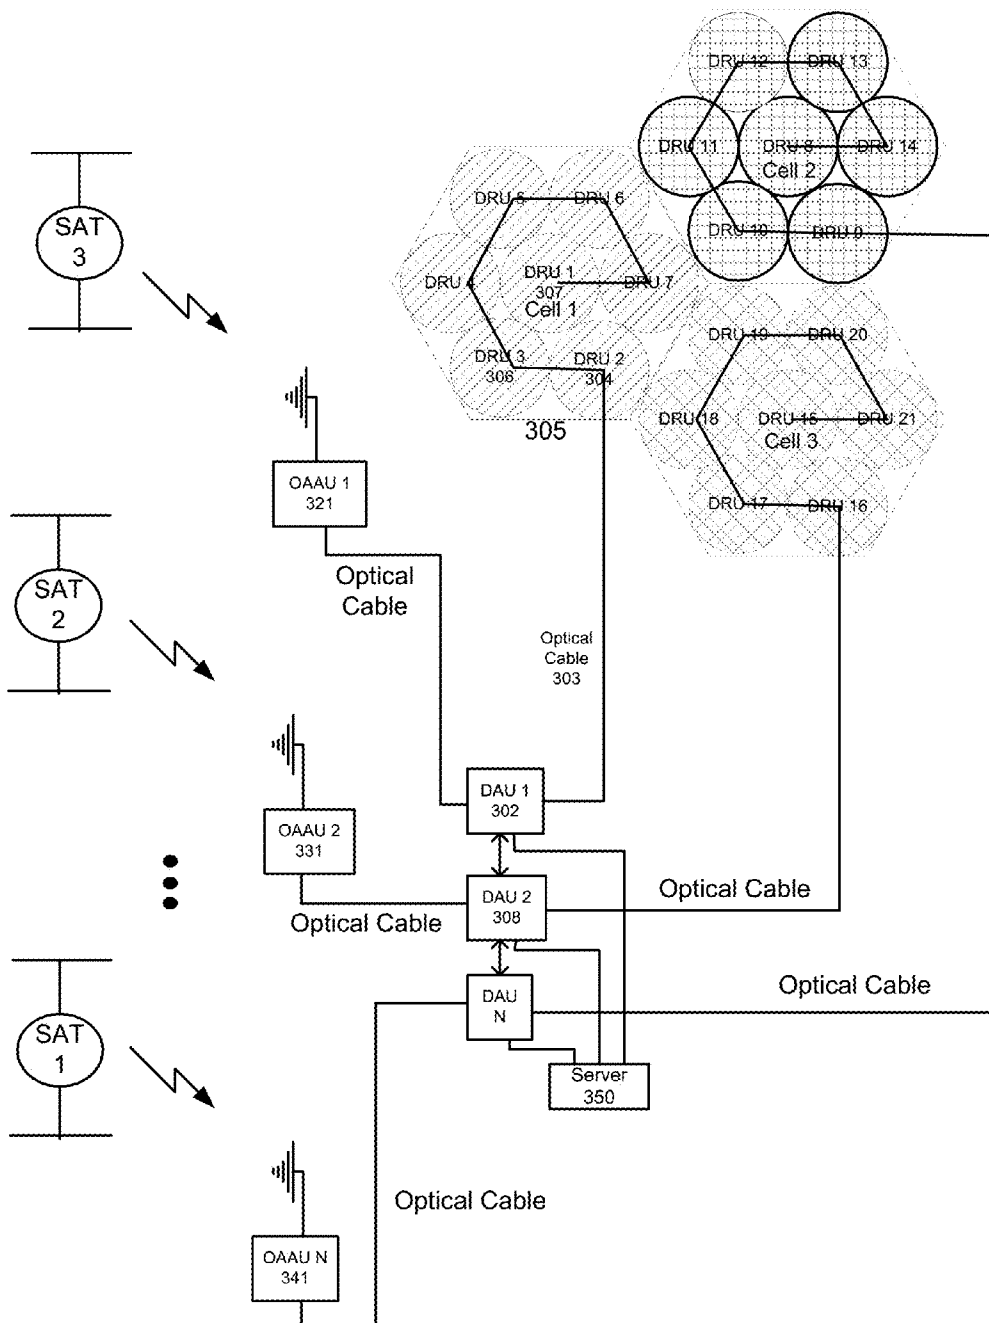 DRU 12
DRU 13
DRU 11
DRU 8
DRU 14
Cell 2
DRU 10
DRU 9
SAT
3
DRU 5
DRU 6
DRU 4
DRU 1
307
DRU 7
Cell 1
DRU 3
306
DRU 2
304
305
DRU 19
DRU 20
DRU 18
DRU 15
DRU 21
Cell 3
DRU 17
DRU 16
OAAU 1
321
Optical
Cable
SAT
2
Optical
Cable
303
DAU 1
302
OAAU 2
331
DAU 2
308
Optical Cable
Optical Cable
DAU
N
Optical Cable
SAT
1
Server
350
Optical Cable
OAAU N
341